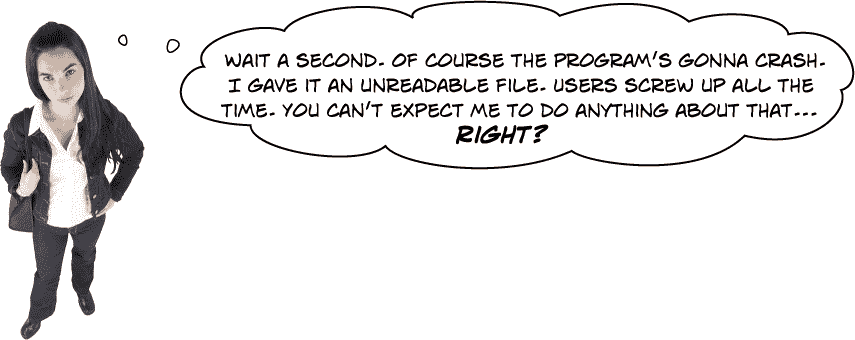 WAIT A SECOND. OF COURSE THE PROGRAM'S GONNA CRASH.
I GAVE IT AN UNREADABLE FILE. USERS SCREW UP ALL THE
TIME. YOU CAN'T EXPECT ME TO DO ANYTHING ABOUT THAT...
RIGHT?